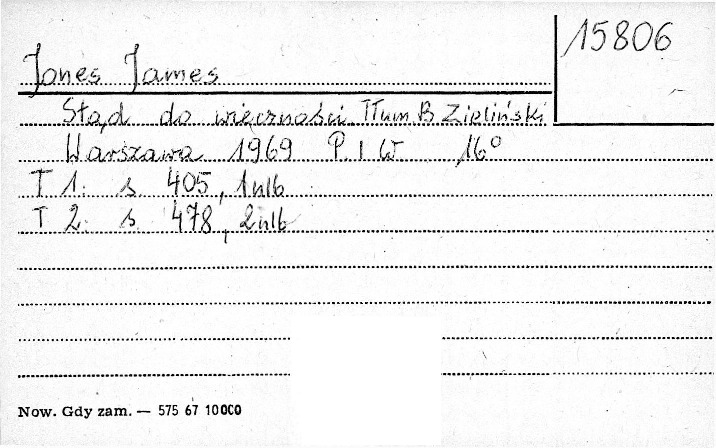 15806
Jones James
Stąd do wieczności Tłum B Zieliński
Warszawa 1969 P. I W 16°
T 1. s 405, 1 nlb
T 2. s 478, 2 nlb
Now. Gdy zam. — 575 67 10000